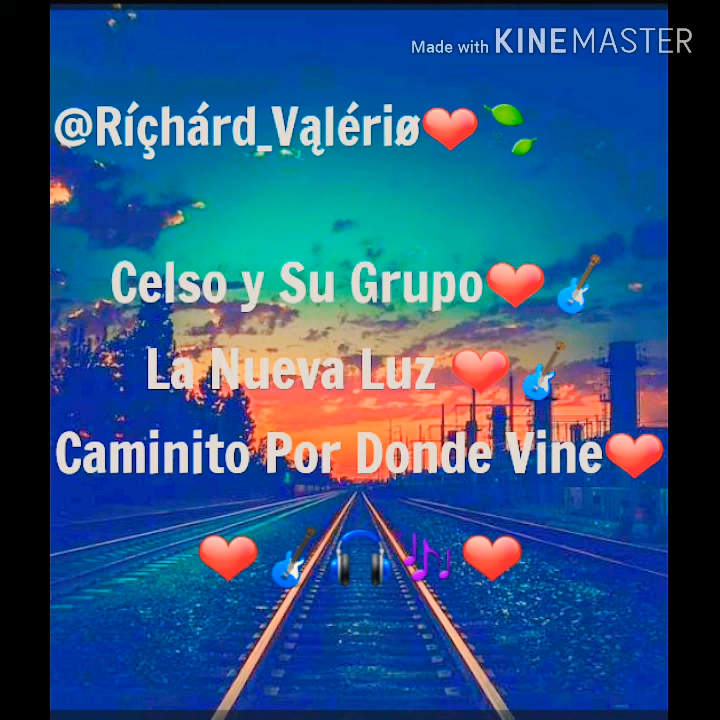 Made with KINEMASTER
@Ríçhárd_Vąlériø❤️🍃
Celso y Su Grupo❤️🎸
La Nueva Luz ❤️🎸
Caminito Por Donde Vine❤️
❤️🎸🎧🎶❤️